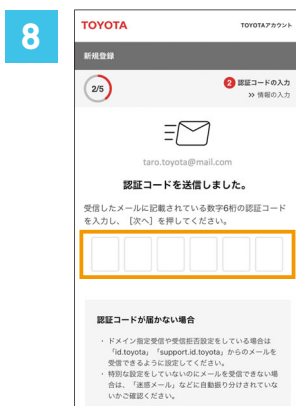 8
TOYOTA
TOYOTAアカウント
新規登録
2/5
2 認証コードの入力
>> 情報の入力
taro.toyota@mail.com
認証コードを送信しました。
受信したメールに記載されている数字6桁の認証コード
を入力し、［次へ］を押してください。
認証コードが届かない場合
・ドメイン指定受信や受信拒否設定をしている場合は
「id.toyota」「support.id.toyota」からのメールを
受信できるように設定してください。
・特別な設定をしていないのにメールを受信できない場
合は、「迷惑メール」などに自動振り分けされていな
いかご確認ください。